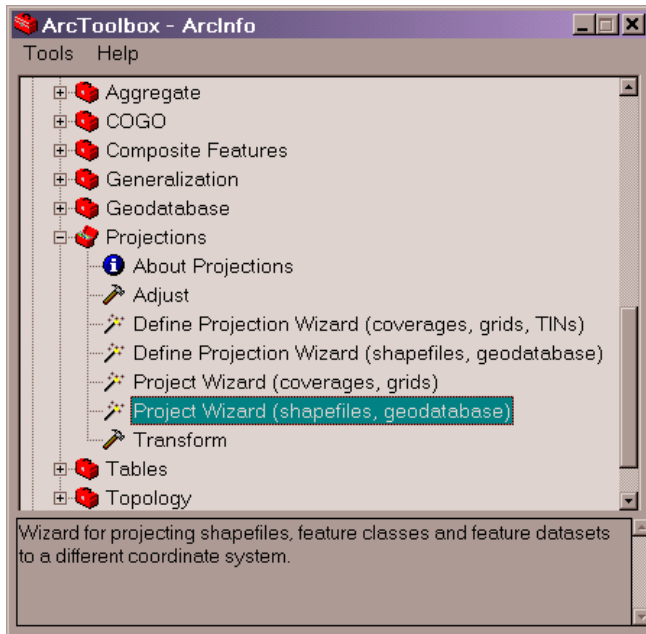 ArcToolbox - ArcInfo
Tools Help
Aggregate
COGO
Composite Features
Generalization
Geodatabase
Projections
About Projections
Adjust
Define Projection Wizard (coverages, grids, TINs)
Define Projection Wizard (shapefiles, geodatabase)
Project Wizard (coverages, grids)
Project Wizard (shapefiles, geodatabase)
Transform
Tables
Topology
Wizard for projecting shapefiles, feature classes and feature datasets
to a different coordinate system.